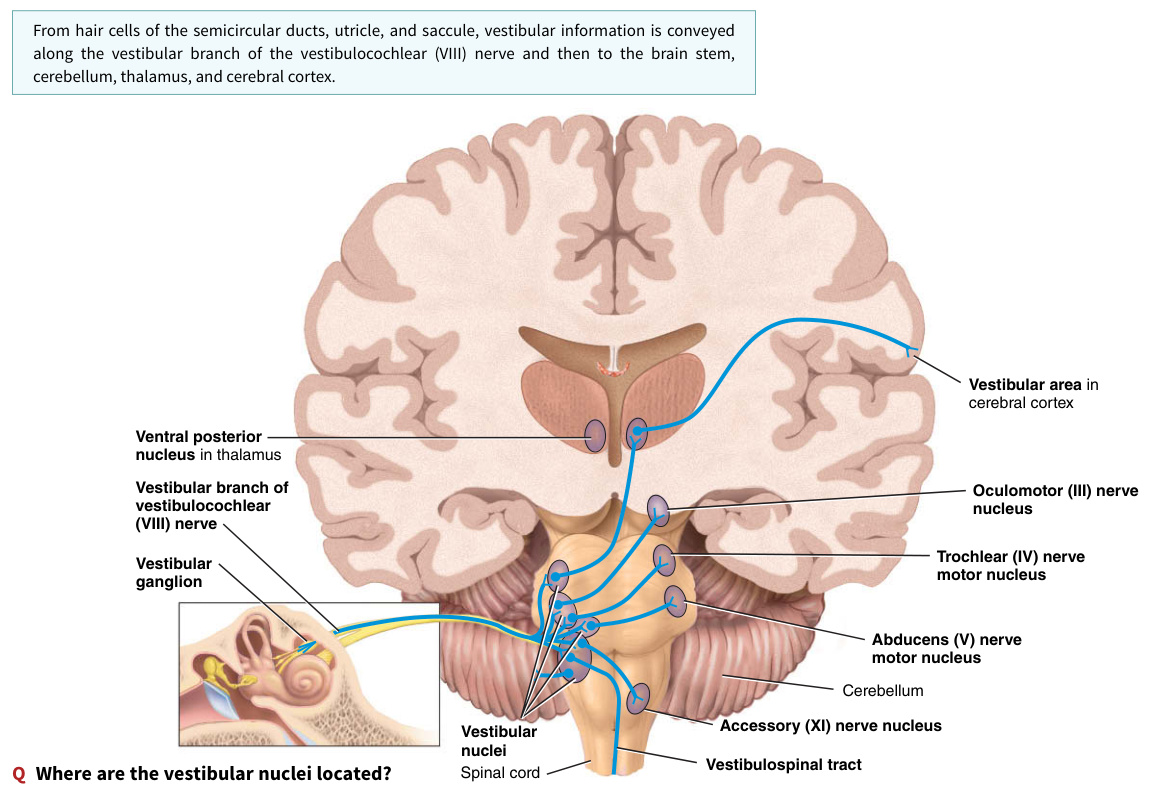 From hair cells of the semicircular ducts, utricle, and saccule, vestibular information is conveyed
along the vestibular branch of the vestibulocochlear (VIII) nerve and then to the brain stem,
cerebellum, thalamus, and cerebral cortex.
Vestibular area in
cerebral cortex
Ventral posterior
nucleus in thalamus
Vestibular branch of
vestibulocochlear
(VIII) nerve
Oculomotor (III) nerve
nucleus
Vestibular
ganglion
Trochlear (IV) nerve
motor nucleus
Abducens (V) nerve
motor nucleus
Cerebellum
Accessory (XI) nerve nucleus
Vestibular
nuclei
Vestibulospinal tract
Spinal cord
Q Where are the vestibular nuclei located?